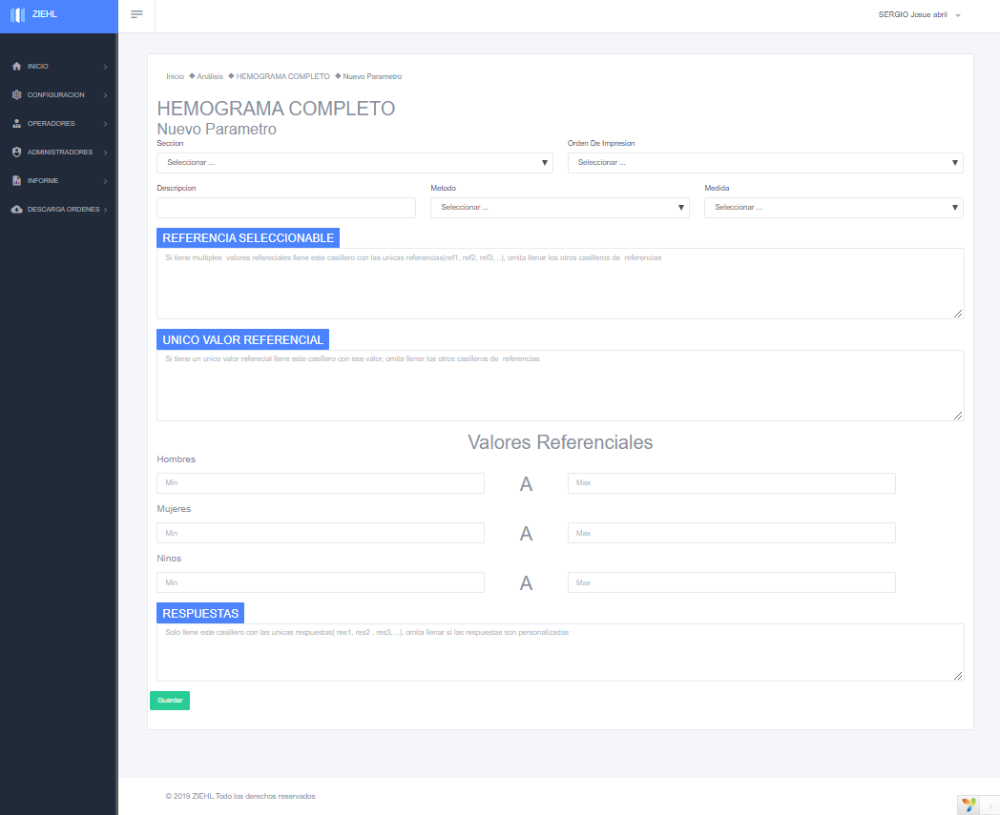 ZIEHL
SERGIO Josue abril
INICIO
CONFIGURACION
OPERADORES
ADMINISTRADORES
INFORME
DESCARGA ORDENES
Inicio ◆ Análisis ◆ HEMOGRAMA COMPLETO ◆ Nuevo Parametro
HEMOGRAMA COMPLETO
Nuevo Parametro
Seccion Orden De Impresion
Seleccionar ... Seleccionar ...
Descripcion Metodo Medida
Seleccionar ... Seleccionar ...
REFERENCIA SELECCIONABLE
Si tiene multiples valores refereciales llene este casillero con las unicas referencias(ref1, ref2, ref3, ..), omita llenar los otros casilleros de referencias
UNICO VALOR REFERENCIAL
Si tiene un unico valor referecial llene este casillero con ese valor, omita llenar los otros casilleros de referencias
Valores Referenciales
Hombres
Min A Max
Mujeres
Min A Max
Ninos
Min A Max
RESPUESTAS
Solo llene este casillero con las unicas respuestas( res1, res2 , res3, ..), omita llenar si las respuestas son personalizadas
Guardar
© 2019 ZIEHL.Todo los derechos reservados